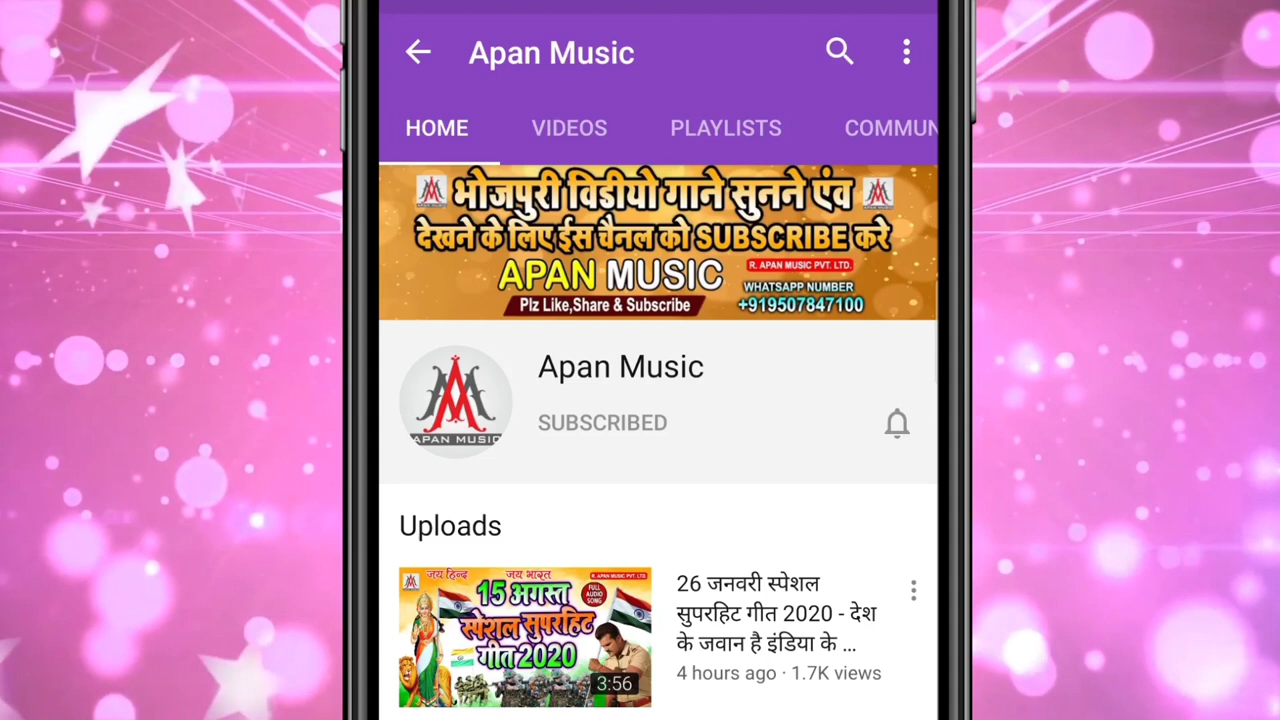 Apan Music
HOME VIDEOS PLAYLISTS COMMUN
भोजपुरी विडीयो गाने सुनने एंव
देखने के लिए ईस चैनल को SUBSCRIBE करे
APAN MUSIC
R. APAN MUSIC PVT. LTD.
WHATSAPP NUMBER
+919507847100
Plz Like,Share & Subscribe
Apan Music
SUBSCRIBED
APAN MUSIC
Uploads
जय हिन्द जय भारत
R. APAN MUSIC PVT. LTD
15 अगस्त
FULL
AUDIO
SONG
स्पेशल सुपरहिट
गीत 2020
3:56
26 जनवरी स्पेशल
सुपरहिट गीत 2020 - देश
के जवान है इंडिया के ...
4 hours ago · 1.7K views